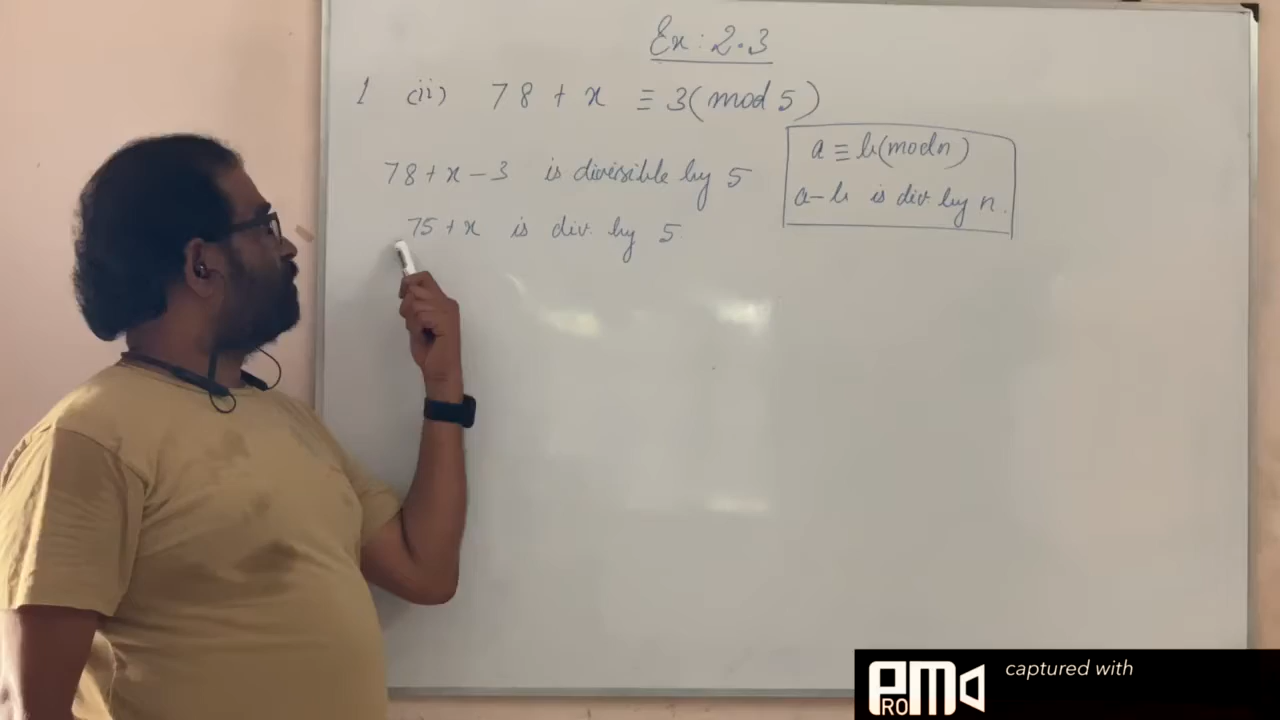 Ex: 2.3
1 (ii) 78 + x ≡ 3(mod 5)
78 + x - 3 is divisible by 5
75 + x is div. by 5.
a ≡ b(mod n)
a - b is div. by n.
PRO M
captured with